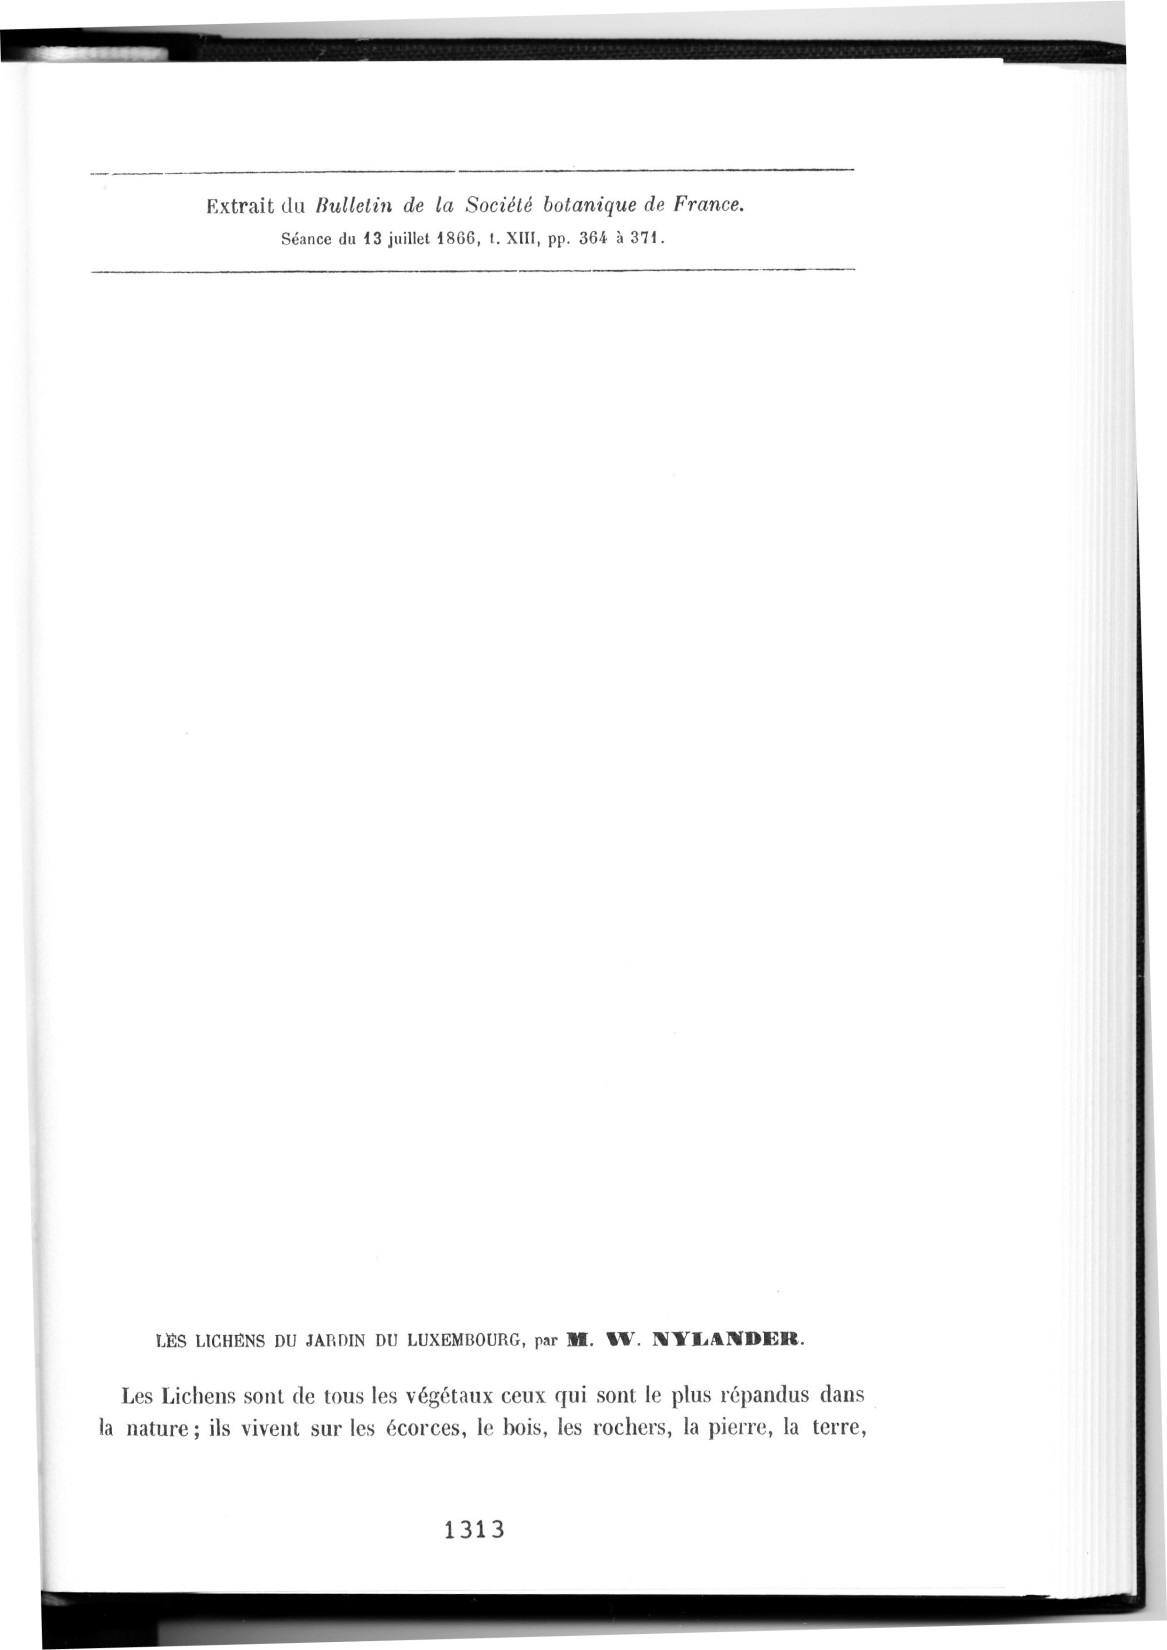 Extrait du Bulletin de la Société botanique de France.
Séance du 13 juillet 1866, t. XIII, pp. 364 à 371.
LES LICHENS DU JARDIN DU LUXEMBOURG, par M. W. NYLANDER.
Les Lichens sont de tous les végétaux ceux qui sont le plus répandus dans
la nature ; ils vivent sur les écorces, le bois, les rochers, la pierre, la terre,
1313